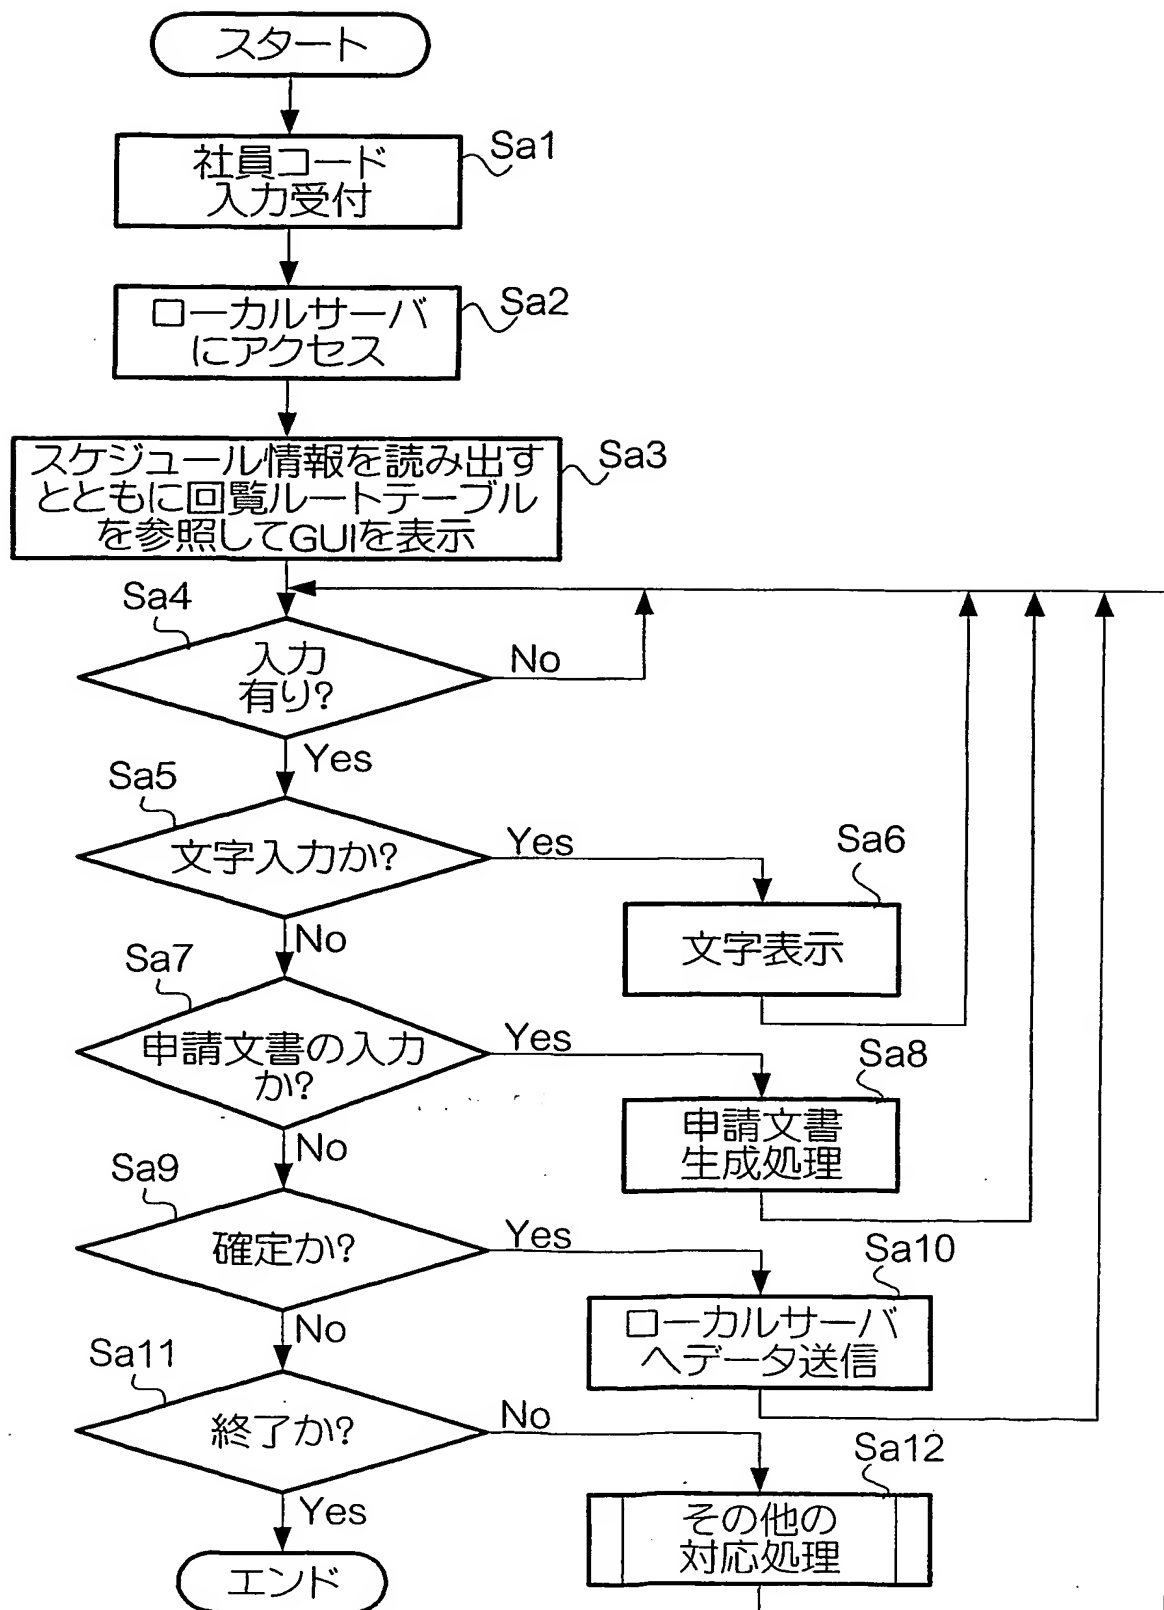 スタート
Sa1
社員コード
入力受付
Sa2
ローカルサーバ
にアクセス
Sa3
スケジュール情報を読み出す
とともに回覧ルートテーブル
を参照してGUIを表示
Sa4
入力
有り?
No
Yes
Sa5
文字入力か?
Yes
Sa6
文字表示
No
Sa7
申請文書の入力
か?
Yes
Sa8
申請文書
生成処理
No
Sa9
確定か?
Yes
Sa10
ローカルサーバ
へデータ送信
No
Sa11
終了か?
No
Sa12
その他の
対応処理
Yes
エンド